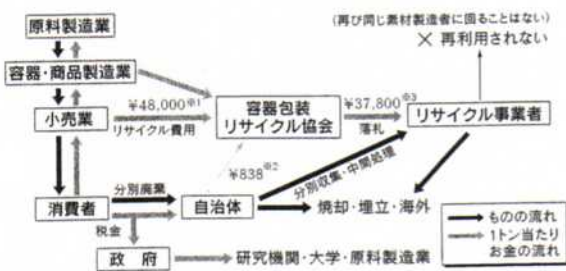 原料製造業
(再び同じ素材製造者に回ることはない)
× 再利用されない
容器・商品製造業
¥48,000※1
小売業
リサイクル費用
容器包装
リサイクル協会
¥37,800※3
落札
リサイクル事業者
¥838※2
分別収集・中間処理
分別廃棄
消費者
自治体
焼却・埋立・海外
税金
政 府
研究機関・大学・原料製造業
ものの流れ
1トン当たり
お金の流れ